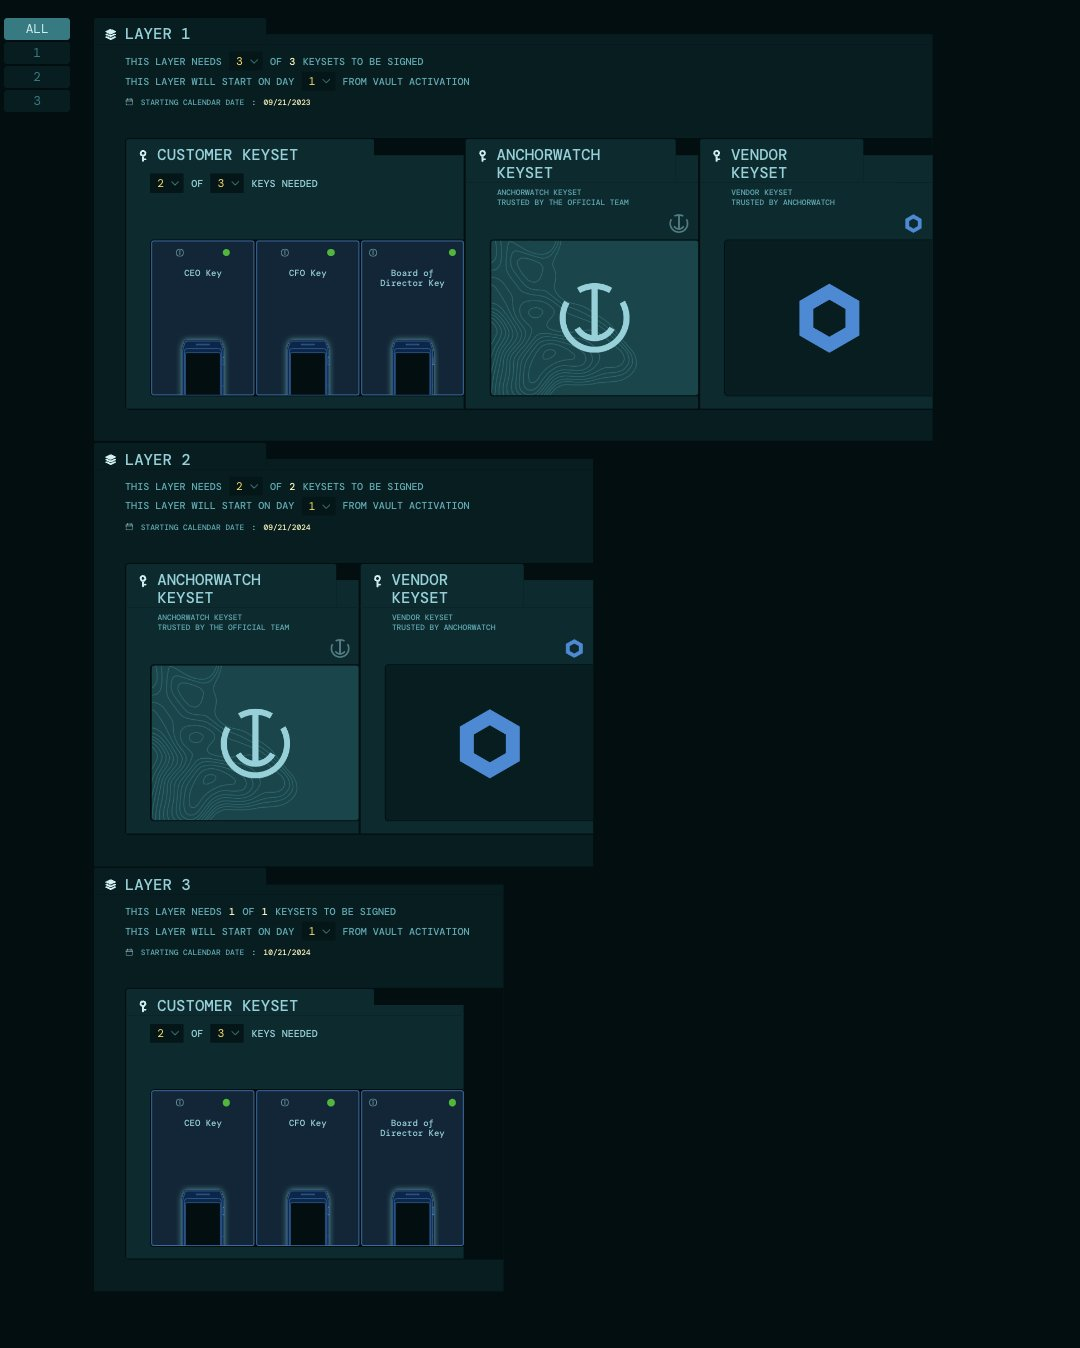 ALL
1
2
3
LAYER 1
THIS LAYER NEEDS 3 OF 3 KEYSETS TO BE SIGNED
THIS LAYER WILL START ON DAY 1 FROM VAULT ACTIVATION
STARTING CALENDAR DATE : 09/21/2023
CUSTOMER KEYSET
2 OF 3 KEYS NEEDED
CEO Key
CFO Key
Board of
Director Key
ANCHORWATCH
KEYSET
ANCHORWATCH KEYSET
TRUSTED BY THE OFFICIAL TEAM
VENDOR
KEYSET
VENDOR KEYSET
TRUSTED BY ANCHORWATCH
LAYER 2
THIS LAYER NEEDS 2 OF 2 KEYSETS TO BE SIGNED
THIS LAYER WILL START ON DAY 1 FROM VAULT ACTIVATION
STARTING CALENDAR DATE : 09/21/2024
ANCHORWATCH
KEYSET
ANCHORWATCH KEYSET
TRUSTED BY THE OFFICIAL TEAM
VENDOR
KEYSET
VENDOR KEYSET
TRUSTED BY ANCHORWATCH
LAYER 3
THIS LAYER NEEDS 1 OF 1 KEYSETS TO BE SIGNED
THIS LAYER WILL START ON DAY 1 FROM VAULT ACTIVATION
STARTING CALENDAR DATE : 10/21/2024
CUSTOMER KEYSET
2 OF 3 KEYS NEEDED
CEO Key
CFO Key
Board of
Director Key